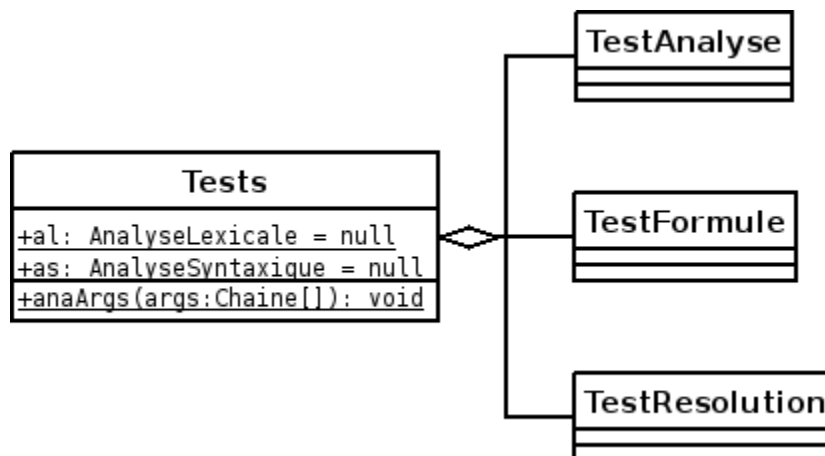 TestAnalyse
Tests
+al: AnalyseLexicale = null
+as: AnalyseSyntaxique = null
+anaArgs(args:Chaine[]): void
TestFormule
TestResolution